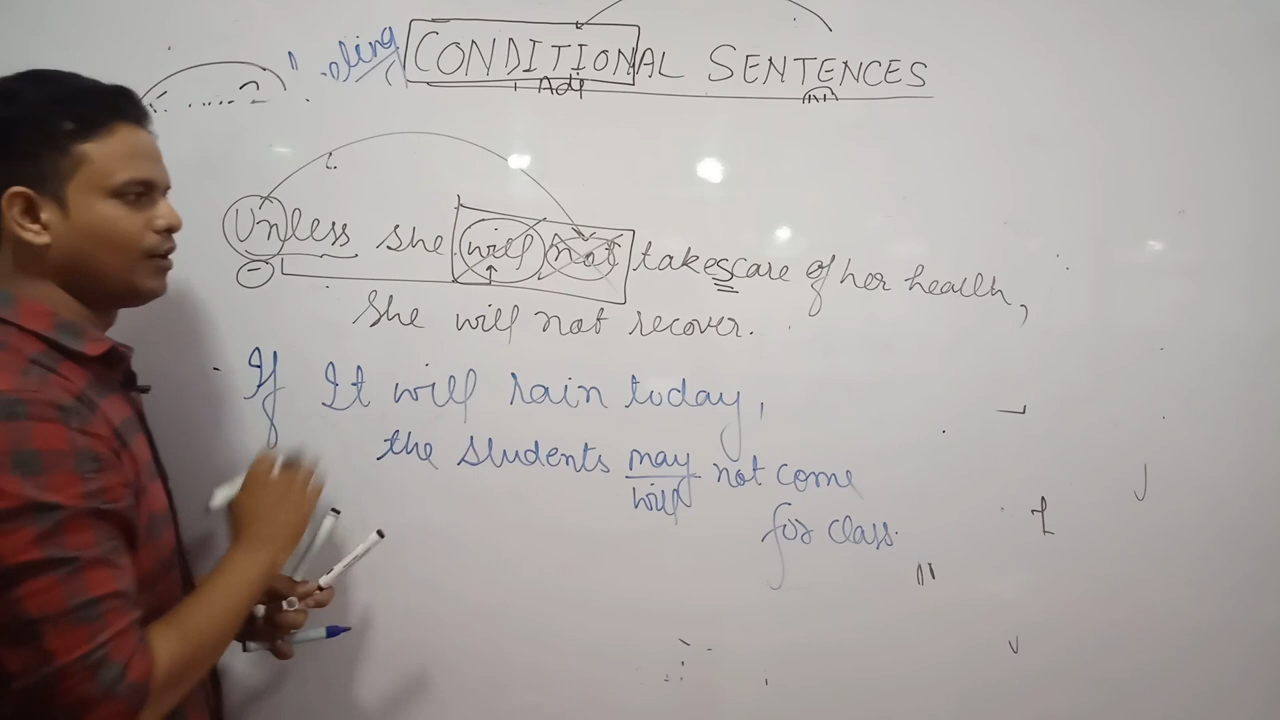 CONDITIONAL SENTENCES
Adj
(N)
Unless she will not takes care of her health,
she will not recover.
If It will rain today,
the students may not come
will
for class.